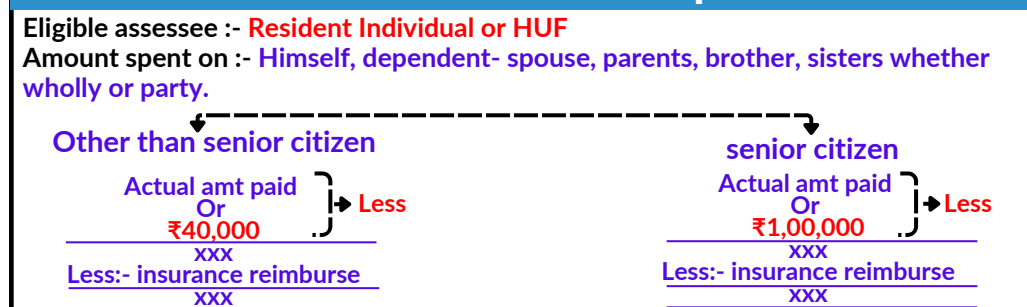 Eligible assessee :- Resident Individual or HUF
Amount spent on :- Himself, dependent- spouse, parents, brother, sisters whether
wholly or party.
Other than senior citizen
Actual amt paid
Or
₹40,000
Less
xxx
Less:- insurance reimburse
xxx
senior citizen
Actual amt paid
Or
₹1,00,000
Less
xxx
Less:- insurance reimburse
xxx